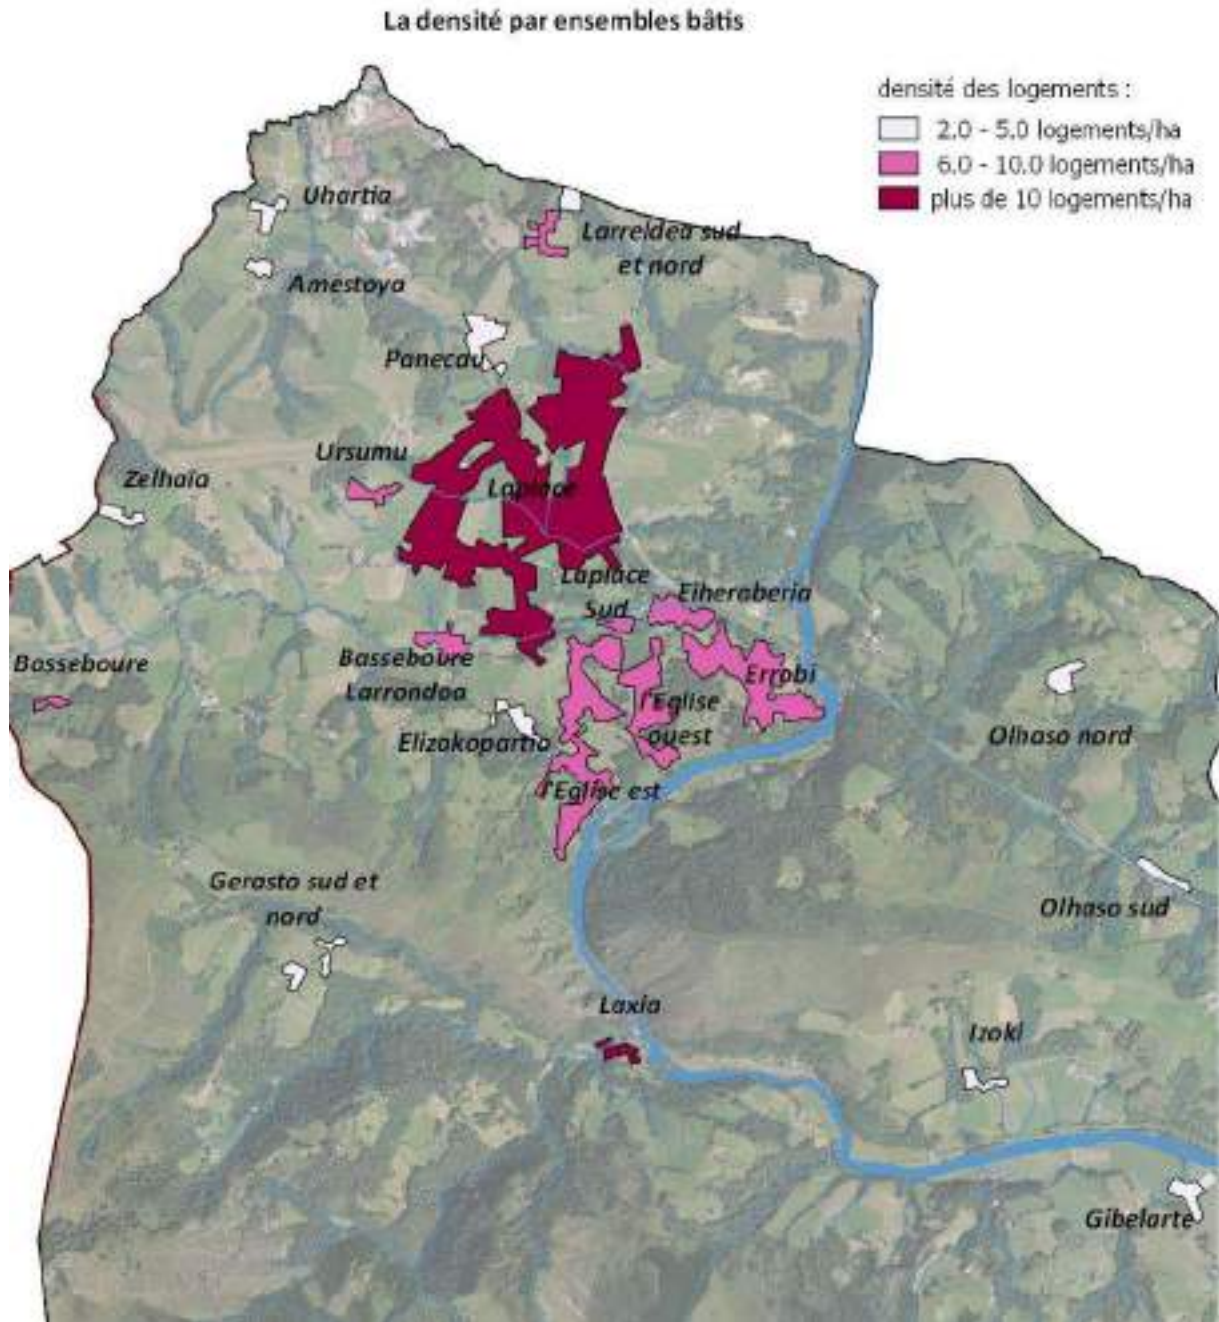 La densité par ensembles bâtis
densité des logements :
2.0 - 5.0 logements/ha
6.0 - 10.0 logements/ha
plus de 10 logements/ha
Uhartia
Larreldea sud
et nord
Amestoya
Panecau
Ursumu
Zelhaia
Laplace
Laplace
Sud
Eiheraberia
Basseboure
Basseboure
Larrondoa
Errobi
l'Eglise
ouest
Elizakopartia
Olhaso nord
l'Eglise est
Gerasto sud et
nord
Olhaso sud
Laxia
Izoki
Gibelarte